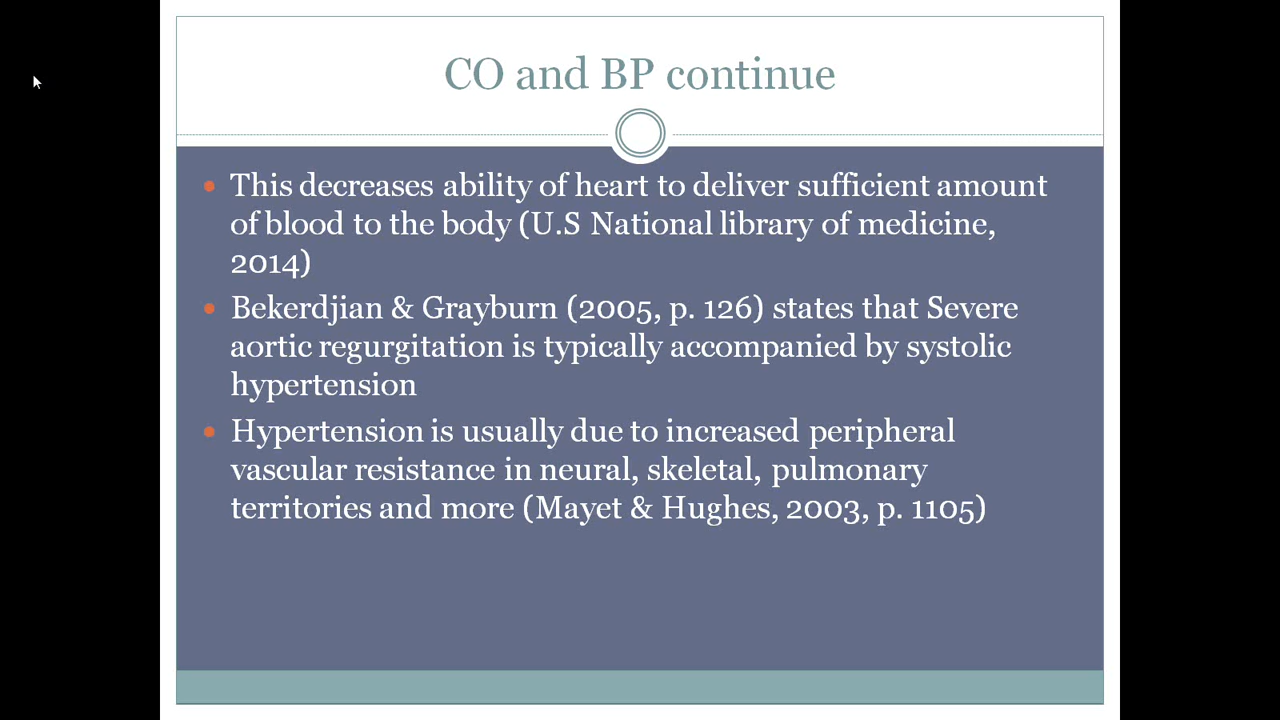 CO and BP continue
This decreases ability of heart to deliver sufficient amount
of blood to the body (U.S National library of medicine,
2014)
Bekerdjian & Grayburn (2005, p. 126) states that Severe
aortic regurgitation is typically accompanied by systolic
hypertension
Hypertension is usually due to increased peripheral
vascular resistance in neural, skeletal, pulmonary
territories and more (Mayet & Hughes, 2003, p. 1105)